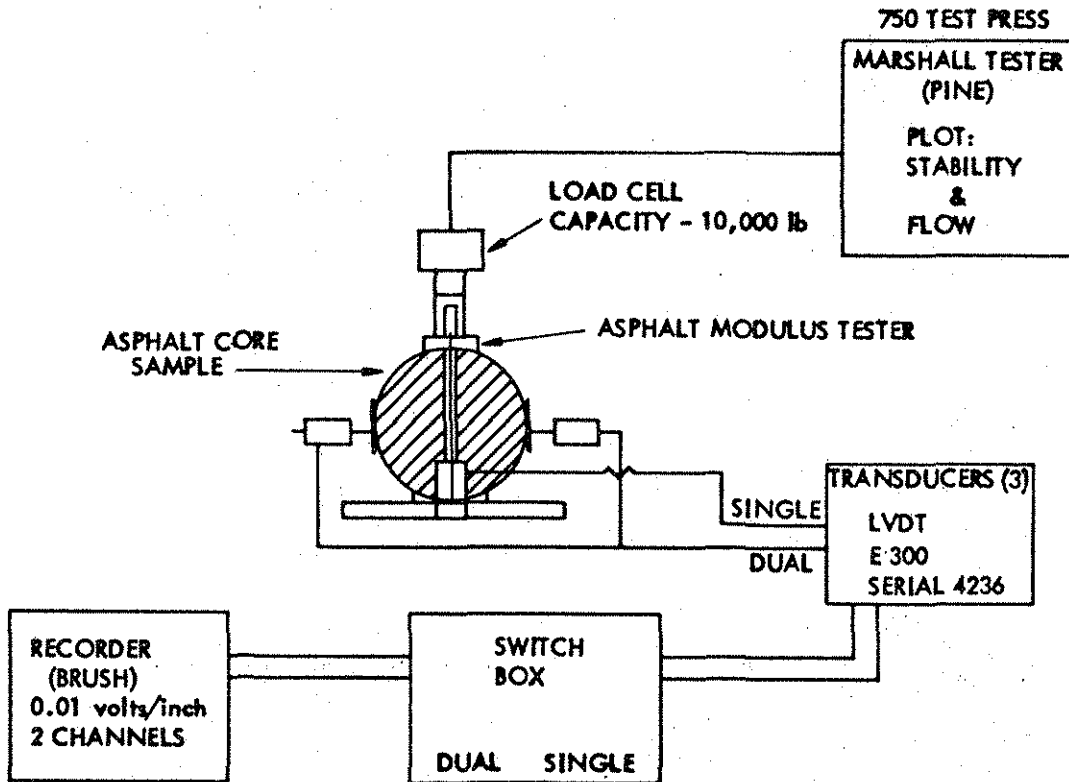 750 TEST PRESS
MARSHALL TESTER
(PINE)
PLOT:
STABILITY
&
FLOW
LOAD CELL
CAPACITY - 10,000 lb
ASPHALT MODULUS TESTER
ASPHALT CORE
SAMPLE
TRANSDUCERS (3)
LVDT
E 300
SERIAL 4236
SINGLE
DUAL
RECORDER
(BRUSH)
0.01 volts/inch
2 CHANNELS
SWITCH
BOX
DUAL SINGLE